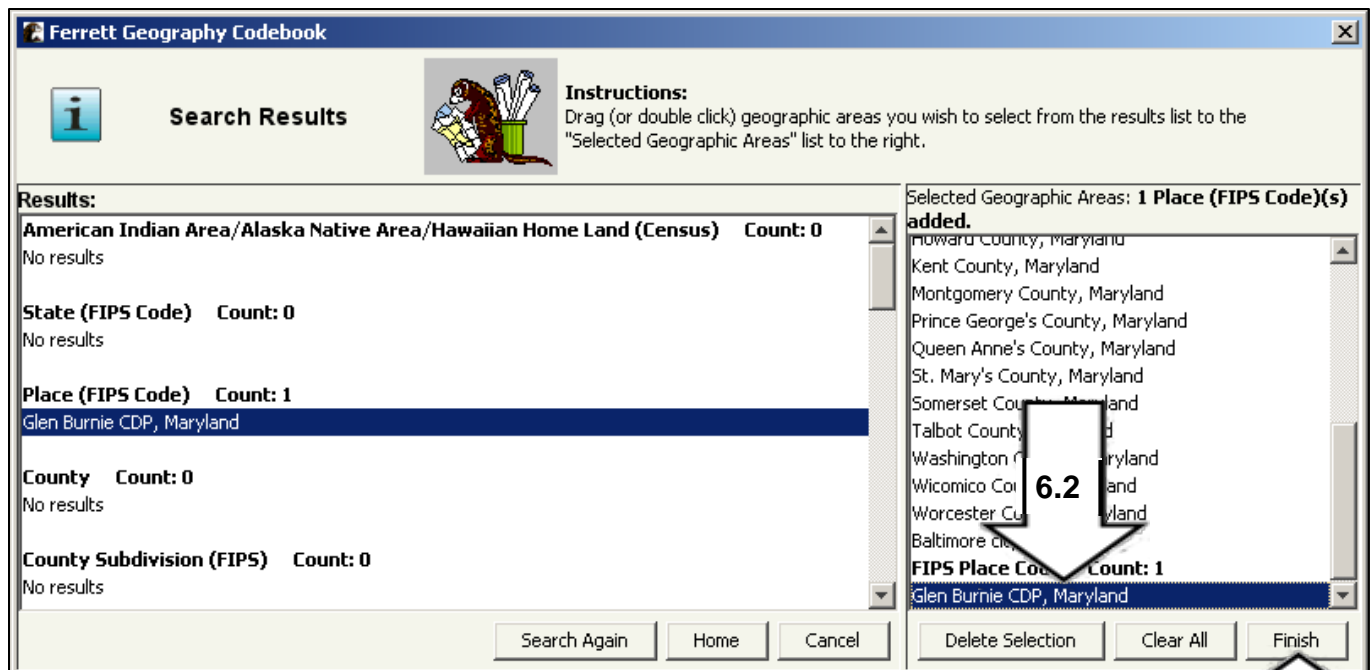 Ferrett Geography Codebook
i
Search Results
Instructions:
Drag (or double click) geographic areas you wish to select from the results list to the
"Selected Geographic Areas" list to the right.
Results:
American Indian Area/Alaska Native Area/Hawaiian Home Land (Census) Count: 0
No results
State (FIPS Code) Count: 0
No results
Place (FIPS Code) Count: 1
Glen Burnie CDP, Maryland
County Count: 0
No results
County Subdivision (FIPS) Count: 0
No results
Search Again Home Cancel
Selected Geographic Areas: 1 Place (FIPS Code)(s)
added.
Howard County, Maryland
Kent County, Maryland
Montgomery County, Maryland
Prince George's County, Maryland
Queen Anne's County, Maryland
St. Mary's County, Maryland
Somerset County, Maryland
Talbot County
Washington Maryland
Wicomico
Worcester
Baltimore
FIPS Place Count: 1
Glen Burnie CDP, Maryland
6.2
Delete Selection Clear All Finish